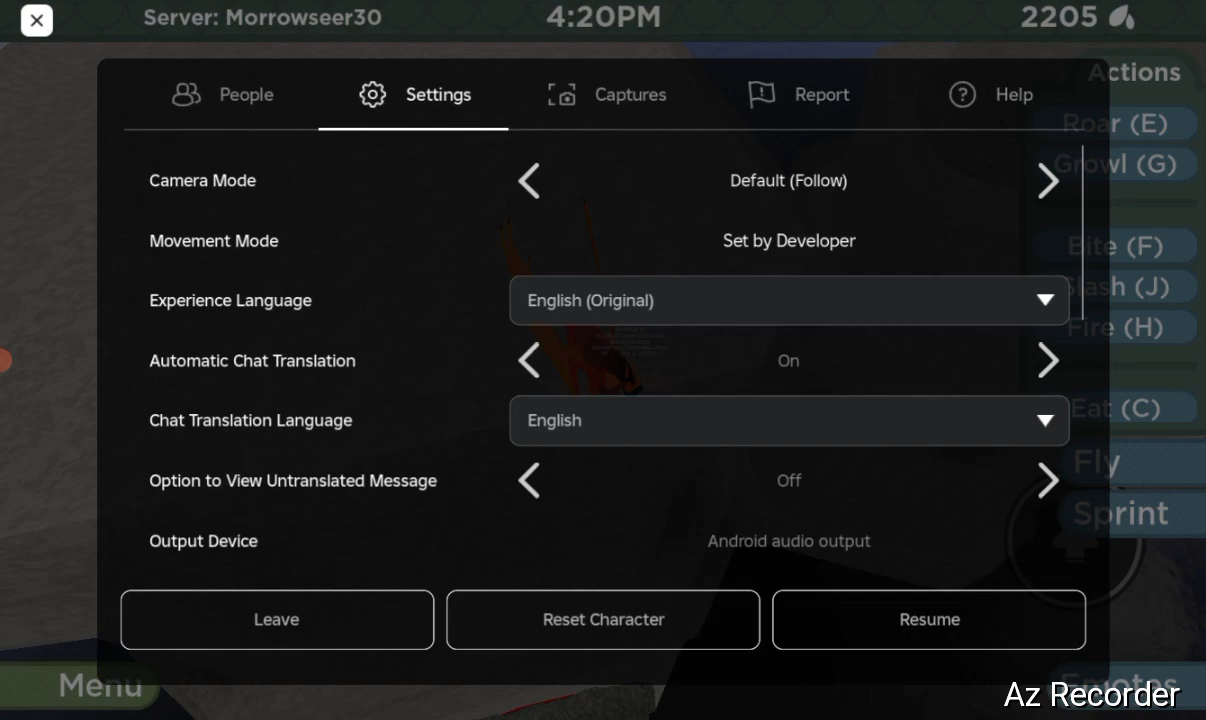 Server: Morrowseer30
4:20PM
2205
People
Settings
Captures
Report
Help
Actions
Roar (E)
Growl (G)
Camera Mode
Default (Follow)
Movement Mode
Set by Developer
Bite (F)
Experience Language
English (Original)
Slash (J)
Fire (H)
Automatic Chat Translation
On
Chat Translation Language
English
Eat (C)
Fly
Option to View Untranslated Message
Off
Sprint
Output Device
Android audio output
Leave
Reset Character
Resume
Menu
Emotes
Az Recorder